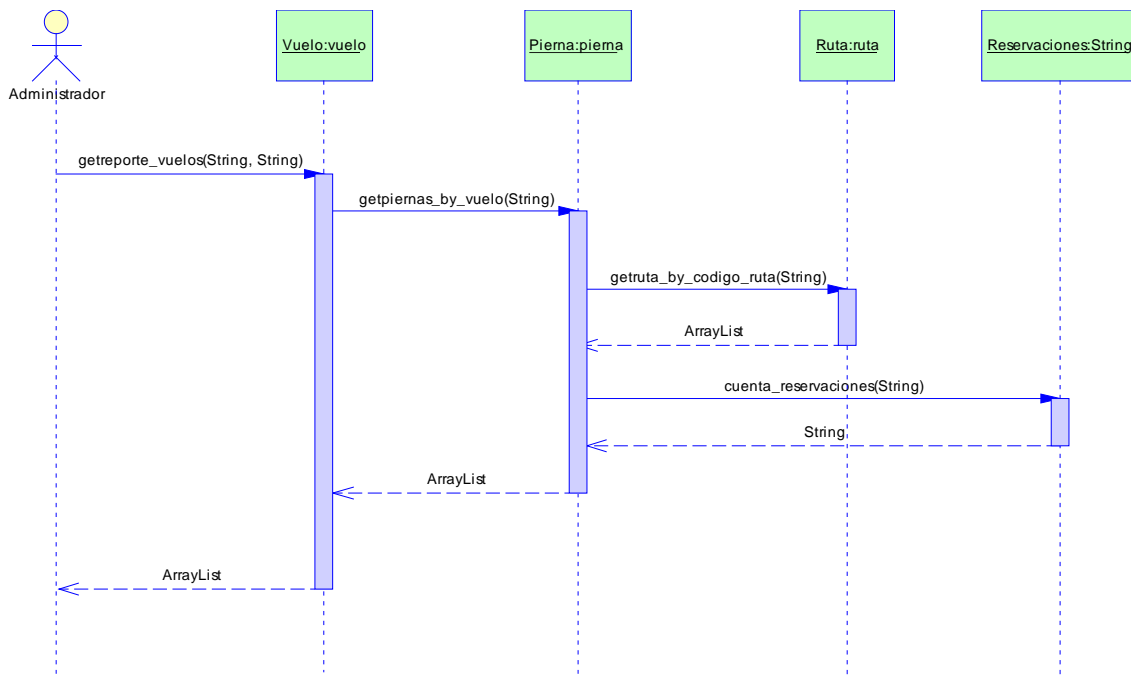 Vuelo:vuelo
Pierna:pierna
Ruta:ruta
Reservaciones:String
Administrador
getreporte_vuelos(String, String)
getpiernas_by_vuelo(String)
getruta_by_codigo_ruta(String)
ArrayList
cuenta_reservaciones(String)
String
ArrayList
ArrayList